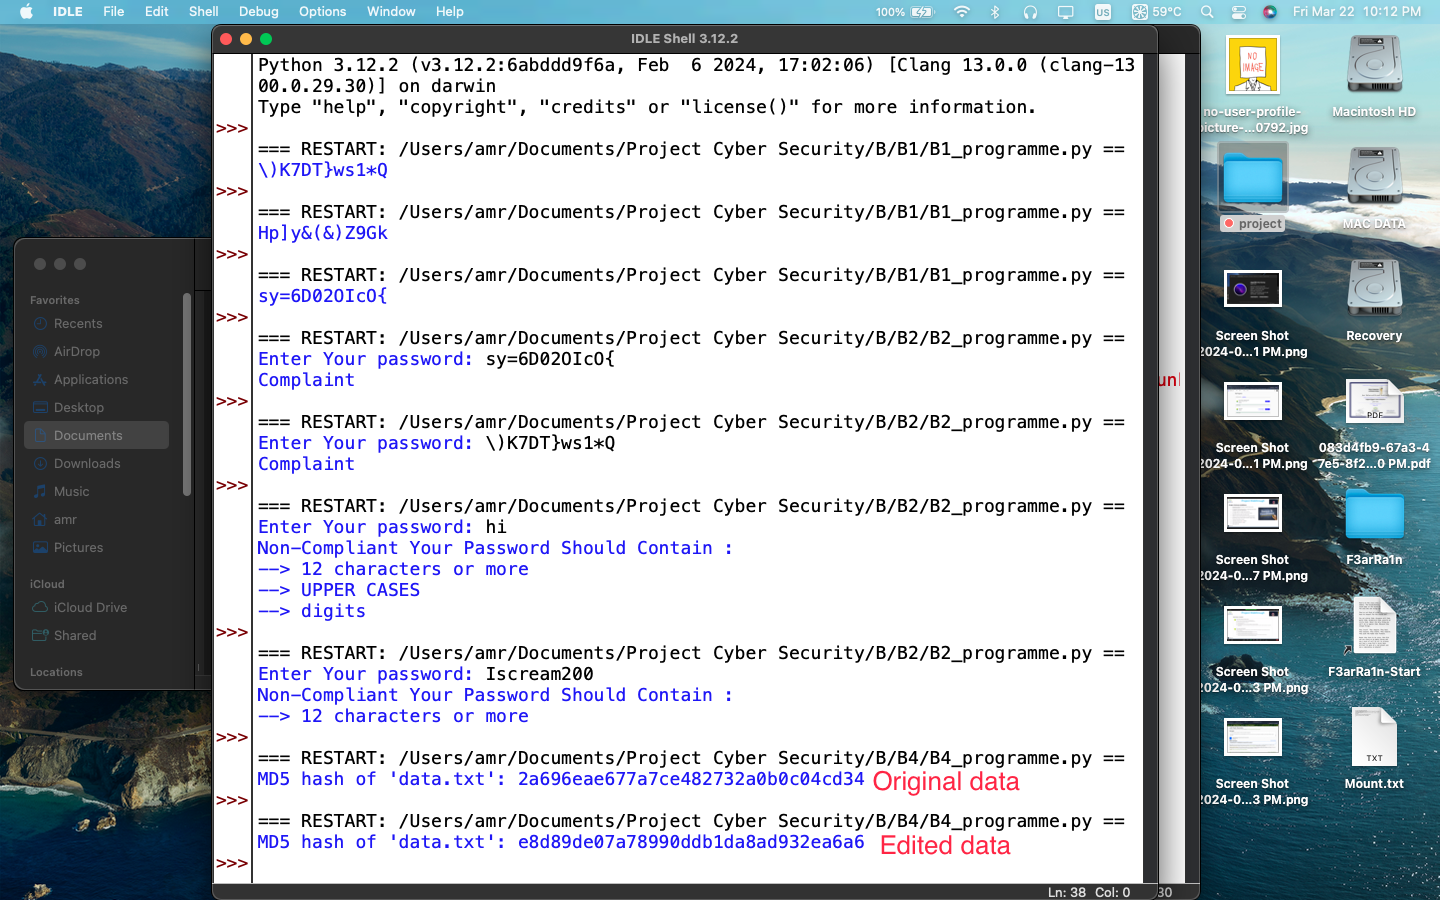 IDLE File Edit Shell Debug Options Window Help
100% US 59°C Fri Mar 22 10:12 PM
IDLE Shell 3.12.2
Python 3.12.2 (v3.12.2:6abddd9f6a, Feb  6 2024, 17:02:06) [Clang 13.0.0 (clang-13
00.0.29.30)] on darwin
Type "help", "copyright", "credits" or "license()" for more information.
>>>
=== RESTART: /Users/amr/Documents/Project Cyber Security/B/B1/B1_programme.py ==
\)K7DT}ws1*Q
>>>
=== RESTART: /Users/amr/Documents/Project Cyber Security/B/B1/B1_programme.py ==
Hp]y&(&)Z9Gk
>>>
=== RESTART: /Users/amr/Documents/Project Cyber Security/B/B1/B1_programme.py ==
sy=6D02OIcO{
>>>
=== RESTART: /Users/amr/Documents/Project Cyber Security/B/B2/B2_programme.py ==
Enter Your password: sy=6D02OIcO{
Complaint
>>>
=== RESTART: /Users/amr/Documents/Project Cyber Security/B/B2/B2_programme.py ==
Enter Your password: \)K7DT}ws1*Q
Complaint
>>>
=== RESTART: /Users/amr/Documents/Project Cyber Security/B/B2/B2_programme.py ==
Enter Your password: hi
Non-Compliant Your Password Should Contain :
--> 12 characters or more
--> UPPER CASES
--> digits
>>>
=== RESTART: /Users/amr/Documents/Project Cyber Security/B/B2/B2_programme.py ==
Enter Your password: Iscream200
Non-Compliant Your Password Should Contain :
--> 12 characters or more
>>>
=== RESTART: /Users/amr/Documents/Project Cyber Security/B/B4/B4_programme.py ==
MD5 hash of 'data.txt': 2a696eae677a7ce482732a0b0c04cd34 Original data
>>>
=== RESTART: /Users/amr/Documents/Project Cyber Security/B/B4/B4_programme.py ==
MD5 hash of 'data.txt': e8d89de07a78990ddb1da8ad932ea6a6 Edited data
>>>
Ln: 38 Col: 0
30
Favorites
Recents
AirDrop
Applications
Desktop
Documents
Downloads
Music
amr
Pictures
iCloud
iCloud Drive
Shared
Locations
NO
IMAGE
no-user-profile-
picture-...0792.jpg
Macintosh HD
project
MAC DATA
Screen Shot
2024-0...1 PM.png
Recovery
Screen Shot
2024-0...1 PM.png
PDF
083d4fb9-67a3-4
7e5-8f2...0 PM.pdf
Screen Shot
2024-0...7 PM.png
F3arRa1n
Screen Shot
2024-0...3 PM.png
F3arRa1n-Start
Screen Shot
2024-0...3 PM.png
TXT
Mount.txt